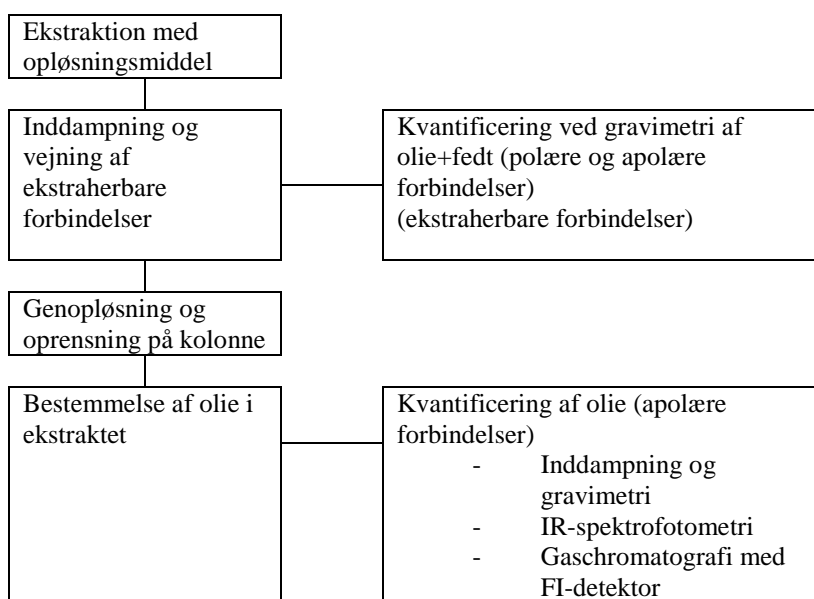 Ekstraktion med
opløsningsmiddel
Inddampning og
vejning af
ekstraherbare
forbindelser
Kvantificering ved gravimetri af
olie+fedt (polære og apolære
forbindelser)
(ekstraherbare forbindelser)
Genopløsning og
oprensning på kolonne
Bestemmelse af olie i
ekstraktet
Kvantificering af olie (apolære
forbindelser)
- Inddampning og
gravimetri
- IR-spektrofotometri
- Gaschromatografi med
FI-detektor